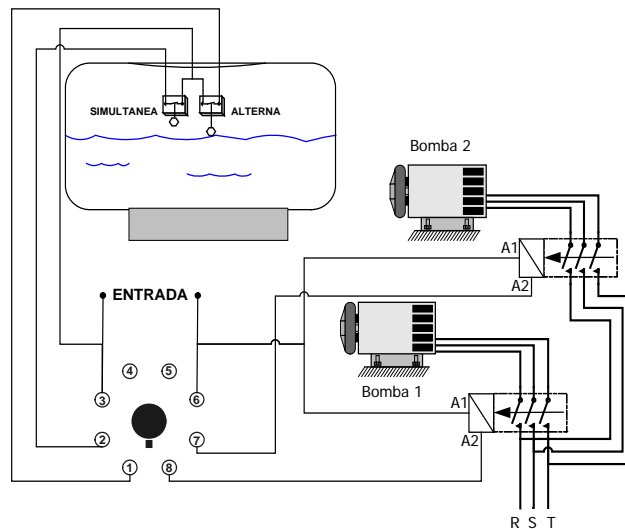 SIMULTANEA
ALTERNA
Bomba 2
A1
A2
ENTRADA
4
5
3
6
2
7
1
8
Bomba 1
A1
A2
R S T